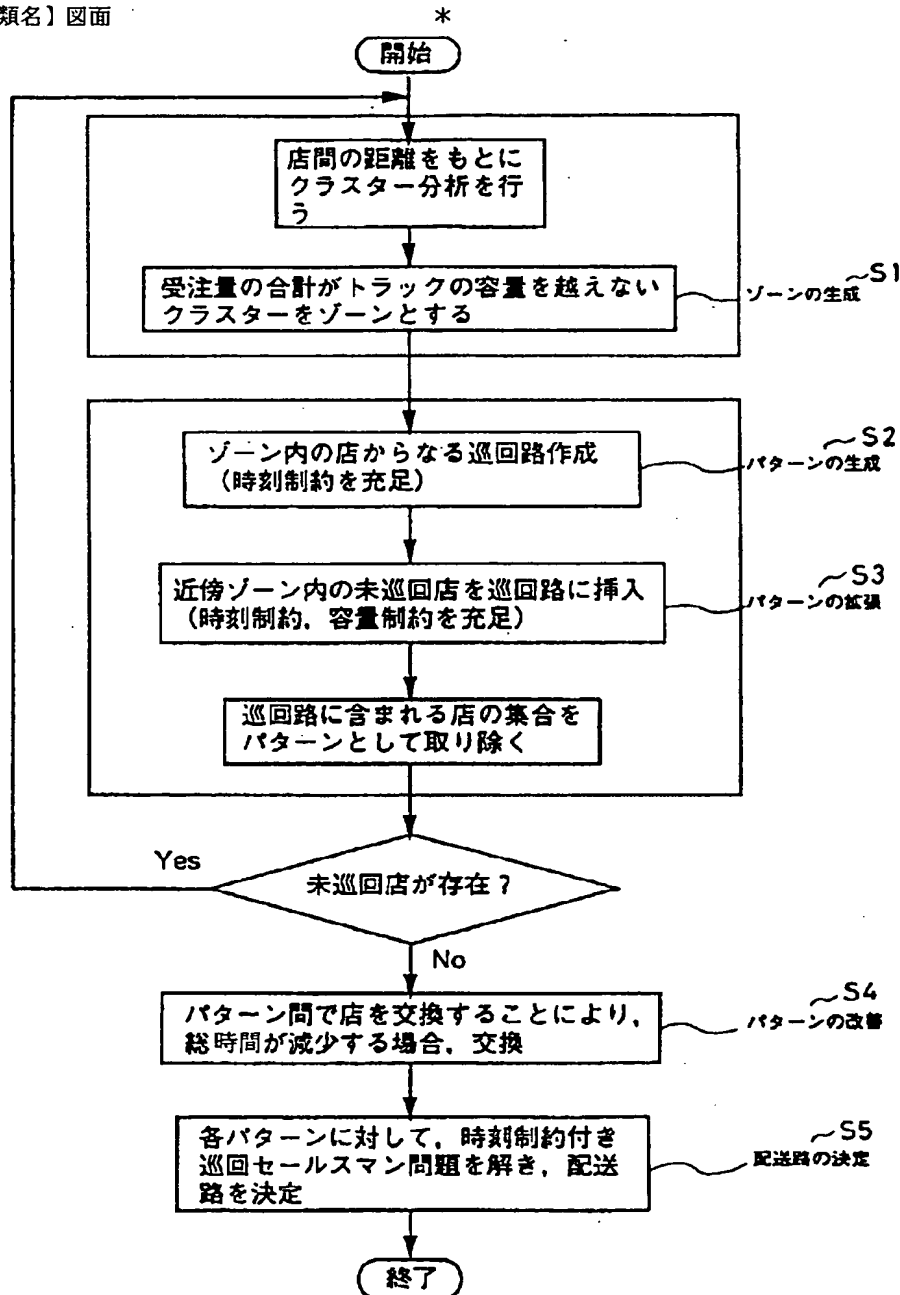 類名】図面
*
開始
店間の距離をもとに
クラスター分析を行
う
受注量の合計がトラックの容量を越えない
クラスターをゾーンとする
S1
ゾーンの生成
ゾーン内の店からなる巡回路作成
(時刻制約を充足)
S2
パターンの生成
近傍ゾーン内の未巡回店を巡回路に挿入
(時刻制約,容量制約を充足)
S3
パターンの拡張
巡回路に含まれる店の集合を
パターンとして取り除く
Yes
未巡回店が存在?
No
パターン間で店を交換することにより,
総時間が減少する場合,交換
S4
パターンの改善
各パターンに対して,時刻制約付き
巡回セールスマン問題を解き,配送
路を決定
S5
配送路の決定
終了